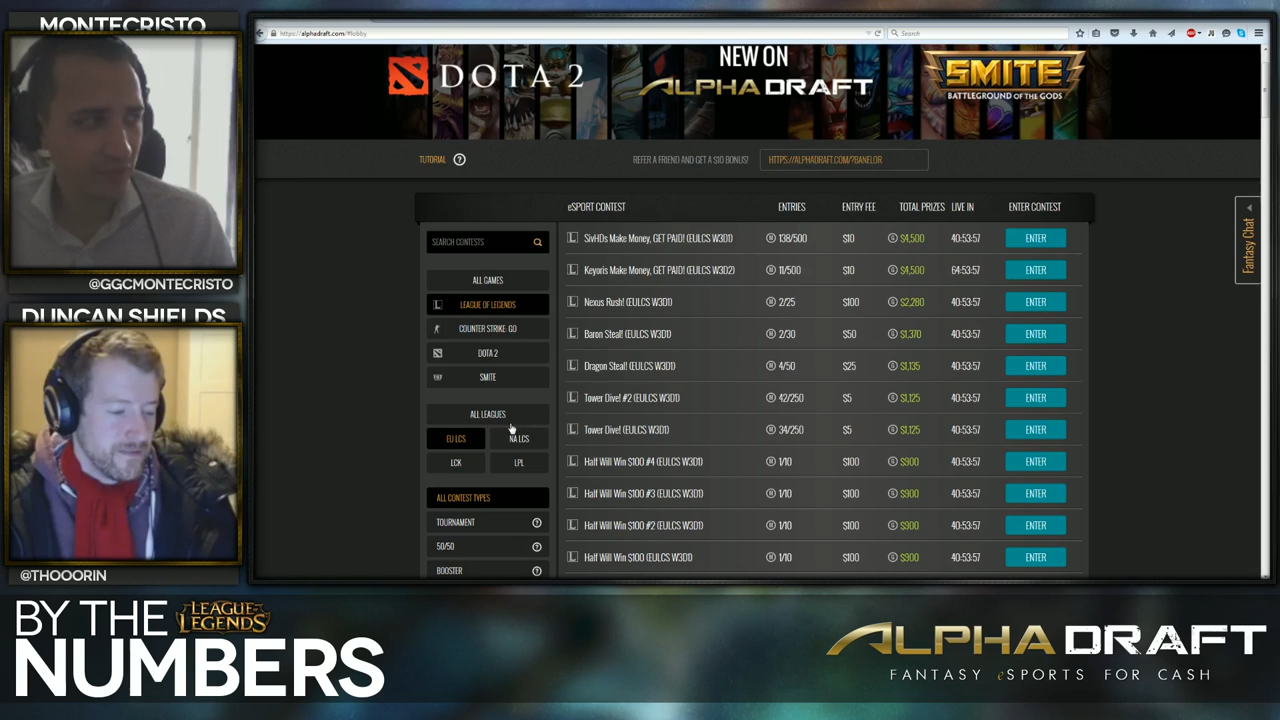 MONTECRISTO
@GGCMONTECRISTO
DUNCAN SHIELDS
@THOOORIN
https://alphadraft.com/#lobby
Search
DOTA 2
NEW ON
ALPHADRAFT
SMITE
BATTLEGROUND OF THE GODS
TUTORIAL ?
REFER A FRIEND AND GET A $10 BONUS?
HTTPS://ALPHADRAFT.COM/?BANELOR
Fantasy Chat
SEARCH CONTESTS
ALL GAMES
LEAGUE OF LEGENDS
COUNTER STRIKE: GO
DOTA 2
SMITE
ALL LEAGUES
EU LCS NA LCS
LCK LPL
ALL CONTEST TYPES
TOURNAMENT ?
50/50 ?
BOOSTER ?
eSPORT CONTEST ENTRIES ENTRY FEE TOTAL PRIZES LIVE IN ENTER CONTEST
L SivHDs Make Money, GET PAID! (EULCS W3D1) 138/500 $10 $4,500 40:53:57 ENTER
L Keyoris Make Money, GET PAID! (EULCS W3D2) 11/500 $10 $4,500 64:53:57 ENTER
L Nexus Rush! (EULCS W3D1) 2/25 $100 $2,280 40:53:57 ENTER
L Baron Steal! (EULCS W3D1) 2/30 $50 $1,370 40:53:57 ENTER
L Dragon Steal! (EULCS W3D1) 4/50 $25 $1,135 40:53:57 ENTER
L Tower Dive! #2 (EULCS W3D1) 42/250 $5 $1,125 40:53:57 ENTER
L Tower Dive! (EULCS W3D1) 34/250 $5 $1,125 40:53:57 ENTER
L Half Will Win $100 #4 (EULCS W3D1) 1/10 $100 $900 40:53:57 ENTER
L Half Will Win $100 #3 (EULCS W3D1) 1/10 $100 $900 40:53:57 ENTER
L Half Will Win $100 #2 (EULCS W3D1) 1/10 $100 $900 40:53:57 ENTER
L Half Will Win $100 (EULCS W3D1) 1/10 $100 $900 40:53:57 ENTER
BY THE LEAGUE of LEGENDS
NUMBERS
ALPHADRAFT
FANTASY eSPORTS FOR CASH